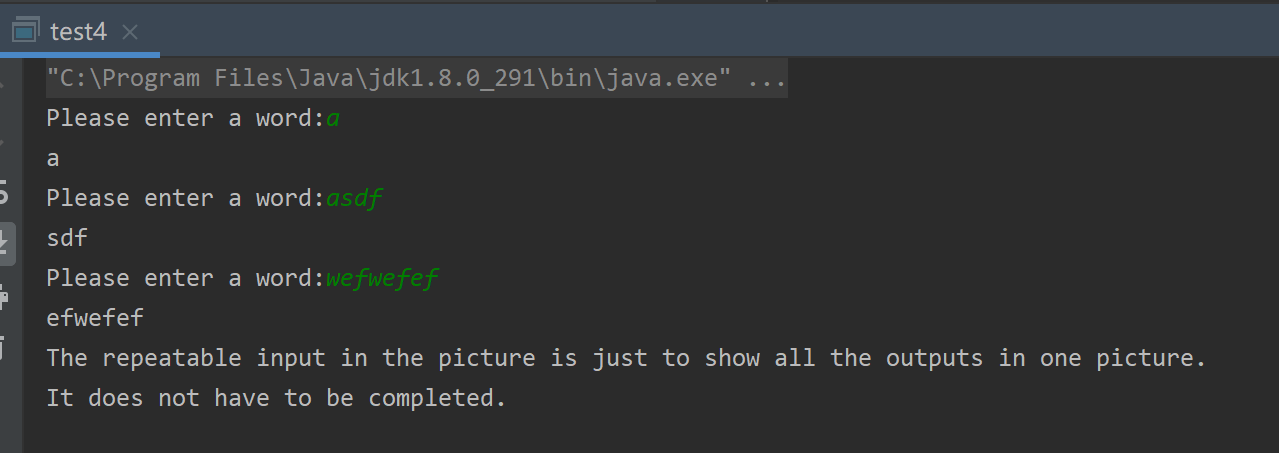 test4
"C:\Program Files\Java\jdk1.8.0_291\bin\java.exe" ...
Please enter a word:a
a
Please enter a word:asdf
sdf
Please enter a word:wefwefef
efwefef
The repeatable input in the picture is just to show all the outputs in one picture.
It does not have to be completed.